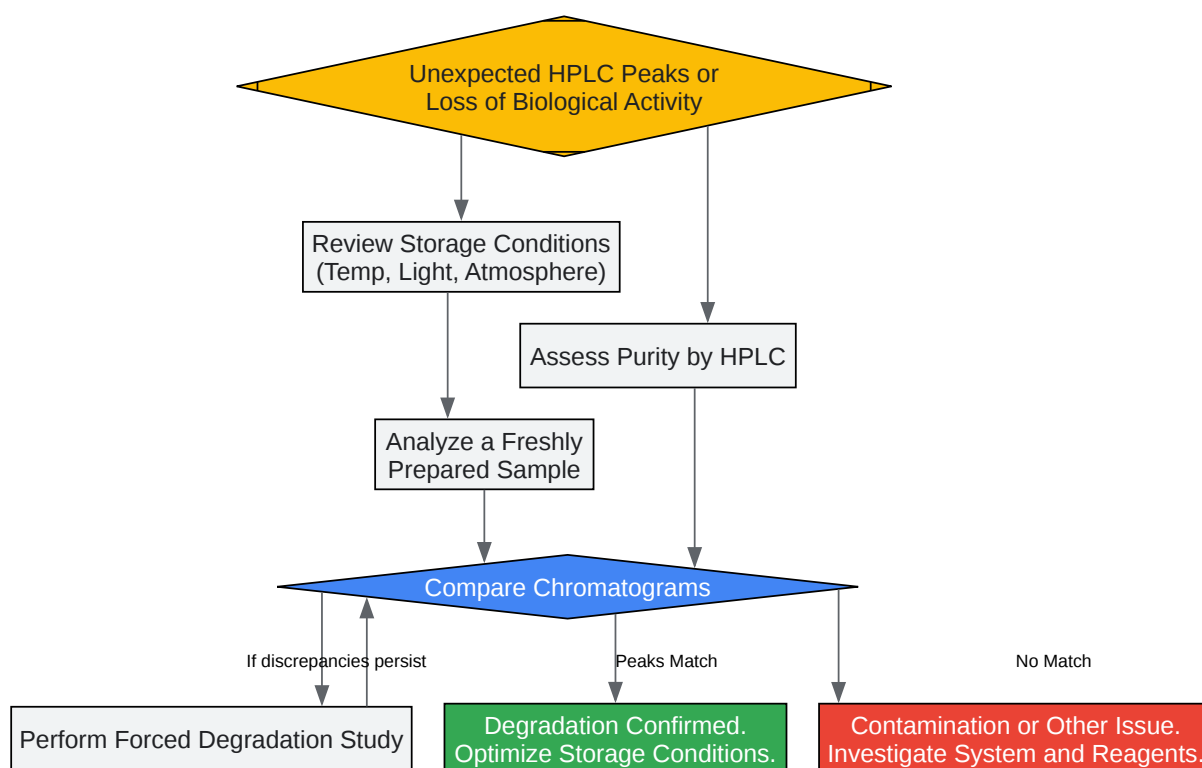 Unexpected HPLC Peaks or
Loss of Biological Activity
Review Storage Conditions
(Temp, Light, Atmosphere)
Assess Purity by HPLC
Analyze a Freshly
Prepared Sample
Compare Chromatograms
If discrepancies persist
Peaks Match
No Match
Perform Forced Degradation Study
Degradation Confirmed.
Optimize Storage Conditions.
Contamination or Other Issue.
Investigate System and Reagents.